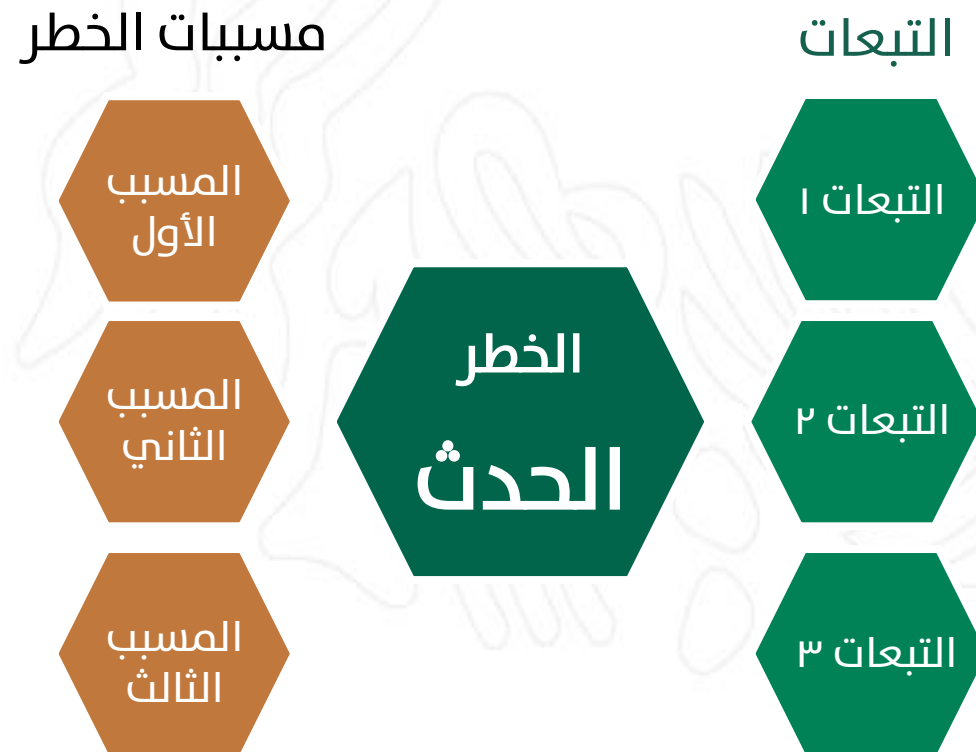 مسببات الخطر
المسبب
الأول
المسبب
الثاني
المسبب
الثالث
الخطر
الحدث
التبعات
التبعات ١
التبعات ٢
التبعات ٣